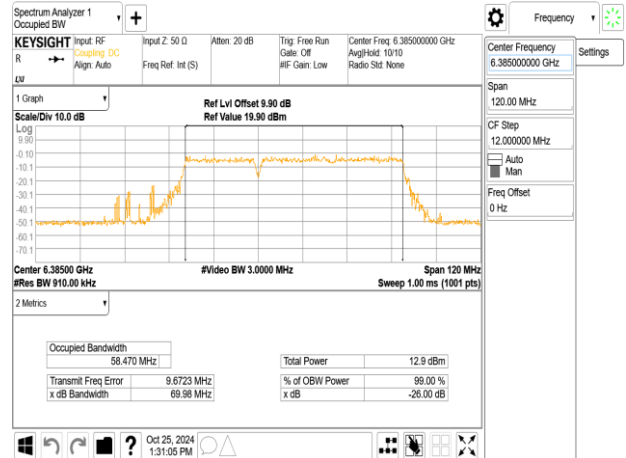 Spectrum Analyzer 1
Occupied BW
Frequency
KEYSIGHT
R
Input: RF
Coupling: DC
Align: Auto
Input Z: 50 Ω
Freq Ref: Int (S)
Atten: 20 dB
Trig: Free Run
Gate: Off
#IF Gain: Low
Center Freq: 6.385000000 GHz
Avg|Hold: 10/10
Radio Std: None
Center Frequency
6.385000000 GHz
Settings
Span
120.00 MHz
CF Step
12.000000 MHz
Auto
Man
Freq Offset
0 Hz
1 Graph
Scale/Div 10.0 dB
Ref Lvl Offset 9.90 dB
Ref Value 19.90 dBm
Log
9.90
-0.10
-10.1
-20.1
-30.1
-40.1
-50.1
-60.1
-70.1
Center 6.38500 GHz
#Res BW 910.00 kHz
#Video BW 3.0000 MHz
Span 120 MHz
Sweep 1.00 ms (1001 pts)
2 Metrics
Occupied Bandwidth
58.470 MHz
Total Power 12.9 dBm
Transmit Freq Error 9.6723 MHz
% of OBW Power 99.00 %
x dB Bandwidth 69.98 MHz
x dB -26.00 dB
?
Oct 25, 2024
1:31:05 PM